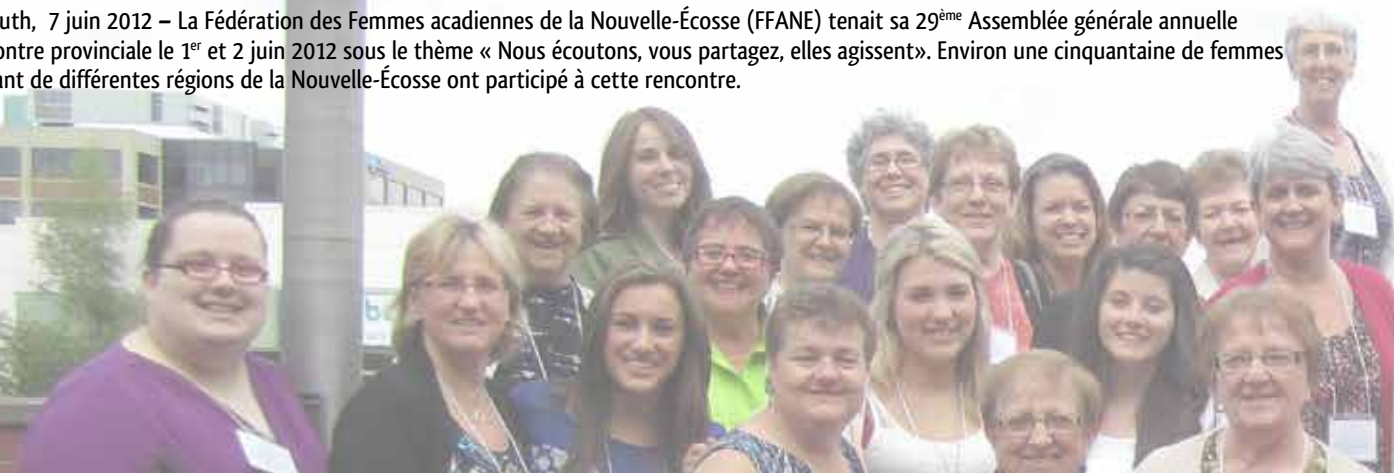 uth, 7 juin 2012 – La Fédération des Femmes acadiennes de la Nouvelle-Écosse (FFANE) tenait sa 29ème Assemblée générale annuelle
ontre provinciale le 1er et 2 juin 2012 sous le thème « Nous écoutons, vous partagez, elles agissent». Environ une cinquantaine de femmes
ant de différentes régions de la Nouvelle-Écosse ont participé à cette rencontre.